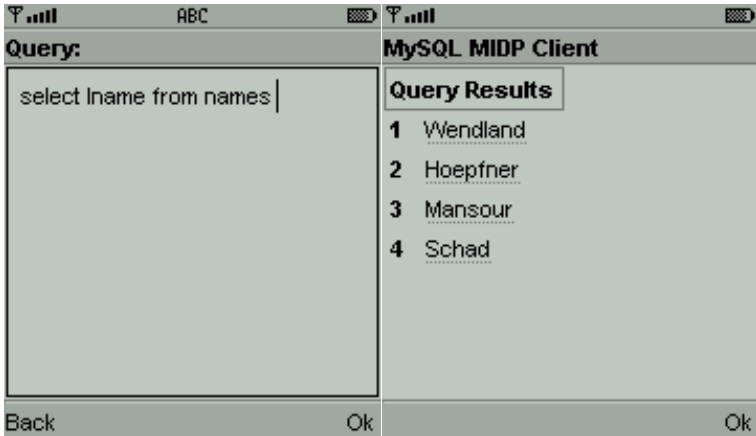 ABC
Query:
select lname from names
Back
Ok
MySQL MIDP Client
Query Results
1 Wendland
2 Hoepfner
3 Mansour
4 Schad
Ok